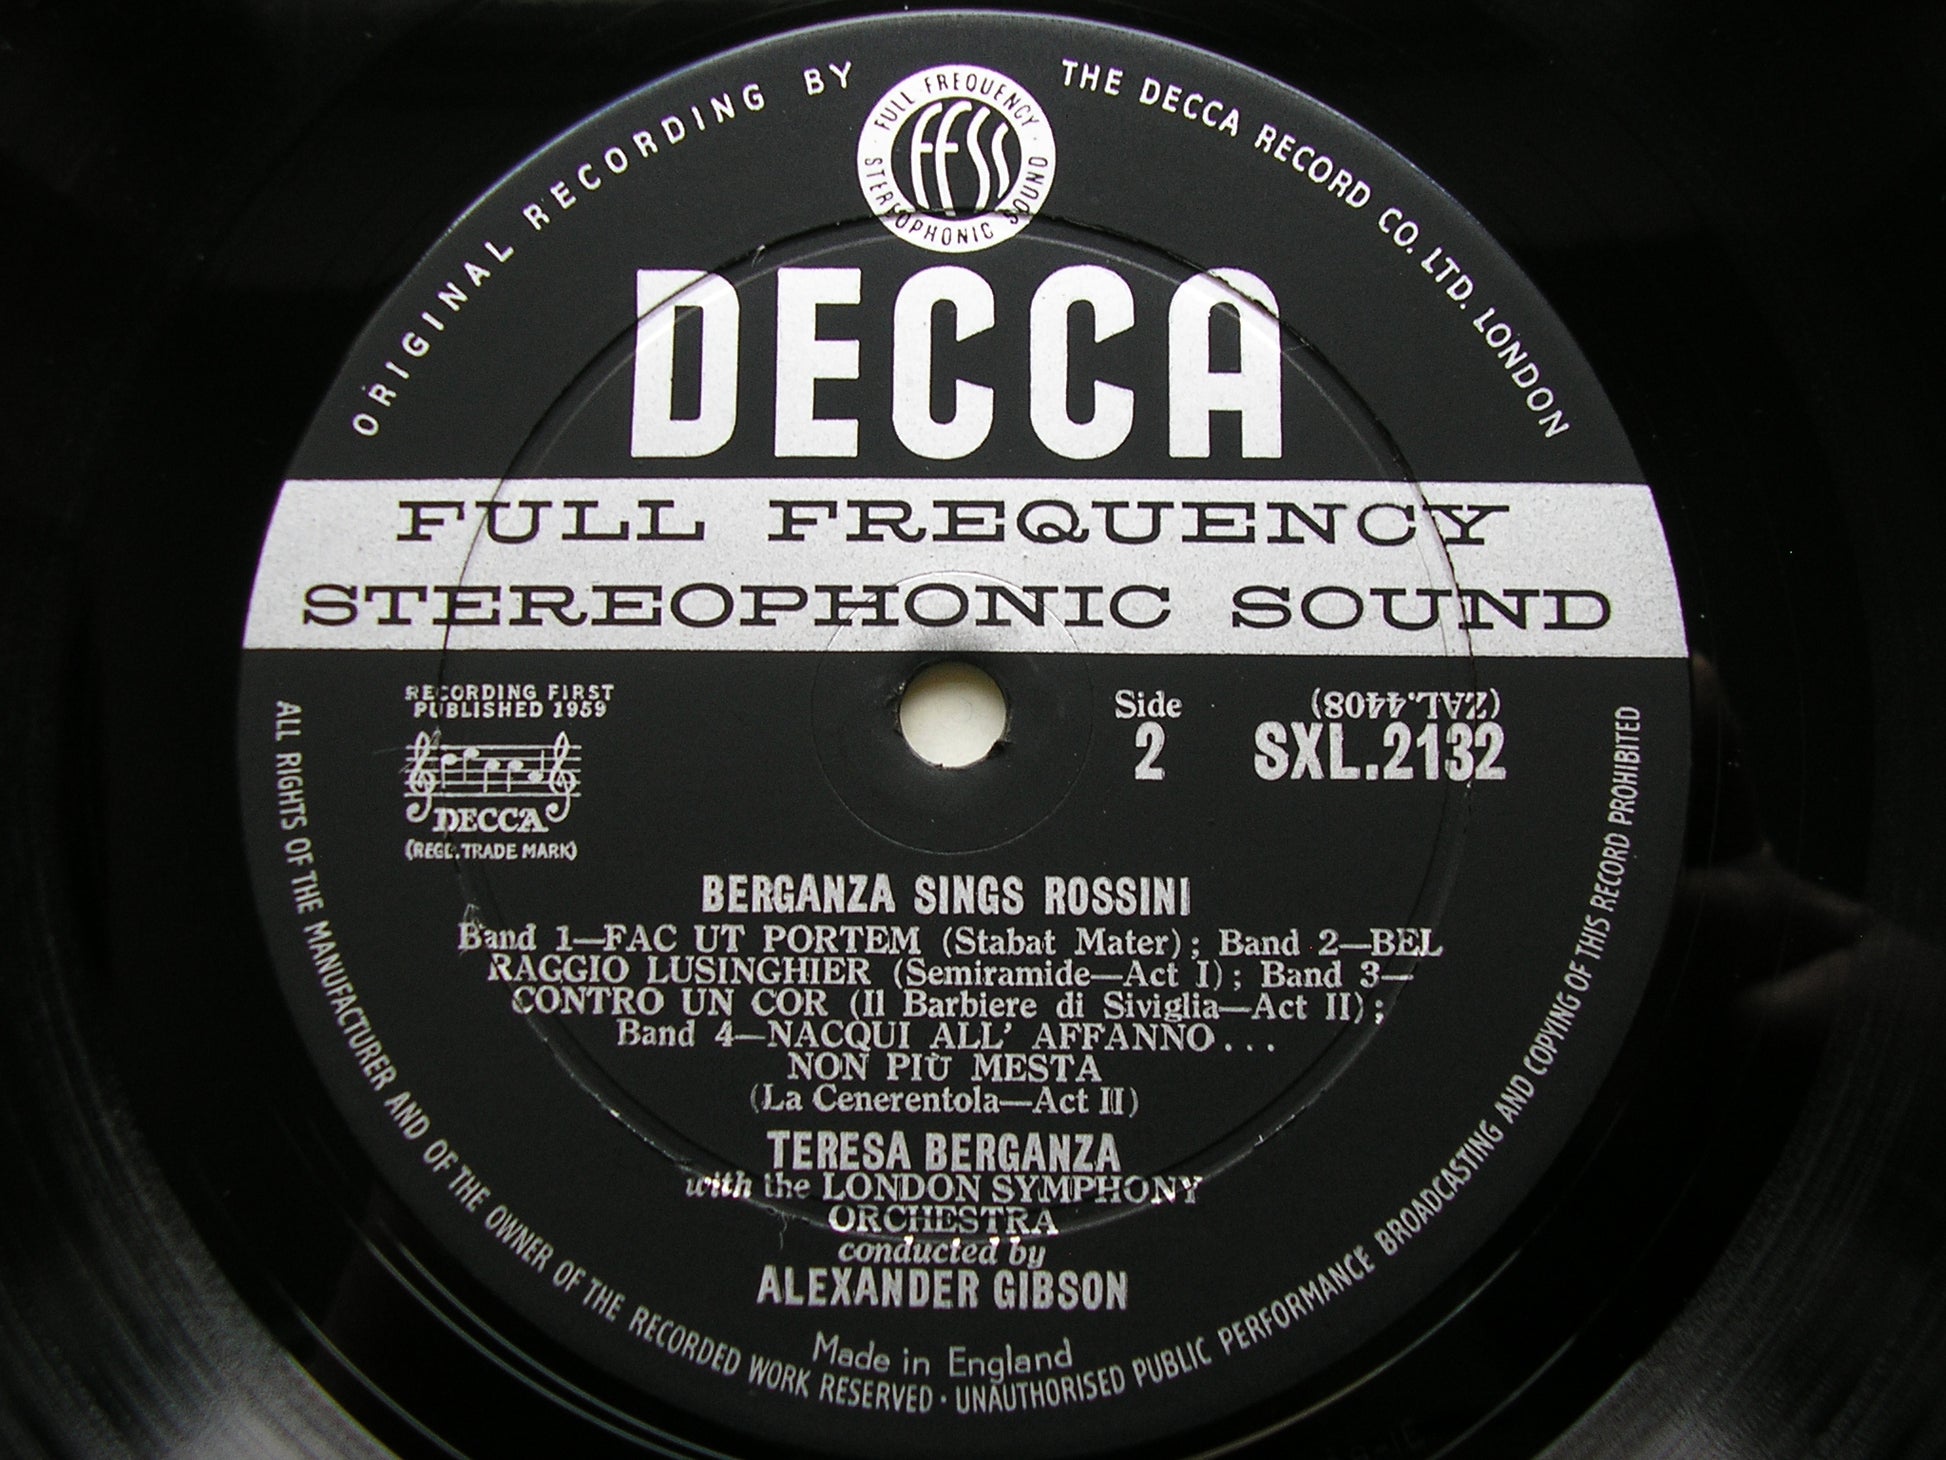 ORIGINAL RECORDING BY
THE DECCA RECORD CO. LTD. LONDON
FULL FREQUENCY
FFSS
STEREOPHONIC SOUND
DECCA
FULL FREQUENCY
STEREOPHONIC SOUND
RECORDING FIRST
PUBLISHED 1959
DECCA
(REGD. TRADE MARK)
Side
2
(ZAL.4408)
SXL.2132
BERGANZA SINGS ROSSINI
Band 1—FAC UT PORTEM (Stabat Mater); Band 2—BEL
RAGGIO LUSINGHIER (Semiramide—Act I); Band 3—
CONTRO UN COR (Il Barbiere di Siviglia—Act II);
Band 4—NACQUI ALL' AFFANNO...
NON PIÙ MESTA
(La Cenerentola—Act II)
TERESA BERGANZA
with the LONDON SYMPHONY
ORCHESTRA
conducted by
ALEXANDER GIBSON
Made in England
ALL RIGHTS OF THE MANUFACTURER AND OF THE OWNER OF THE RECORDED WORK RESERVED · UNAUTHORISED PUBLIC PERFORMANCE BROADCASTING AND COPYING OF THIS RECORD PROHIBITED